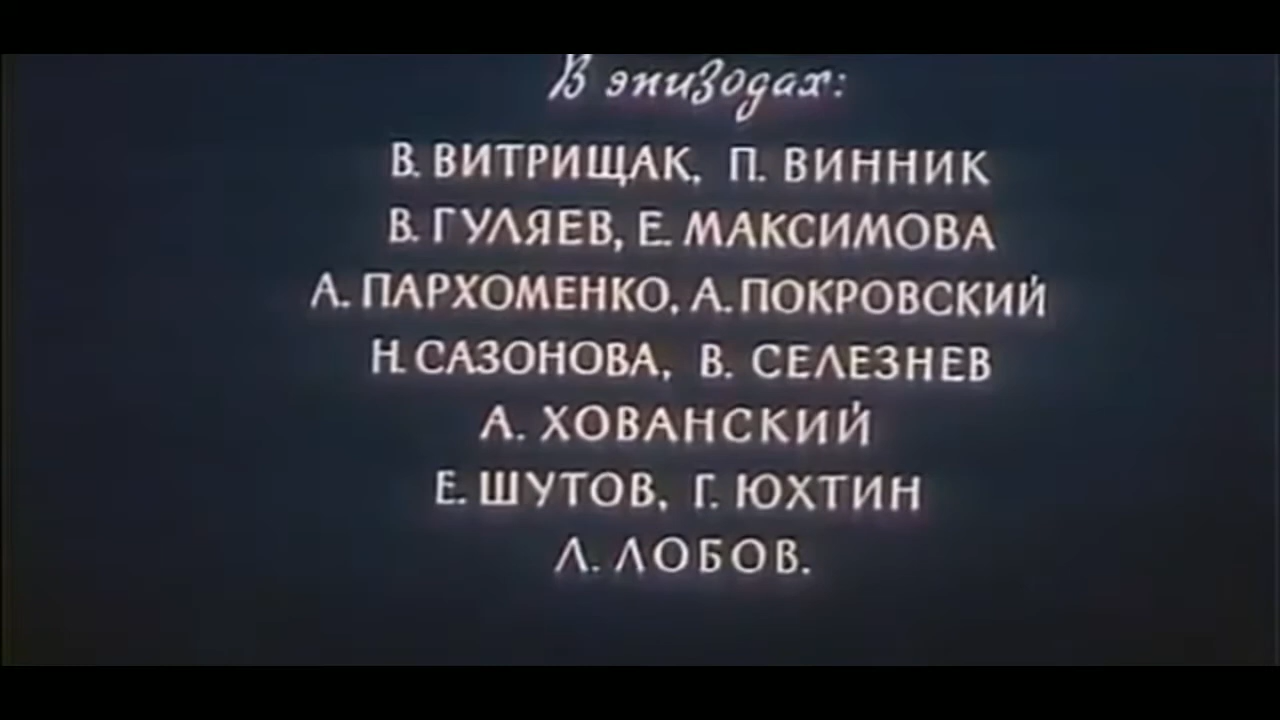 В эпизодах:
В. ВИТРИЩАК, П. ВИННИК
В. ГУЛЯЕВ, Е. МАКСИМОВА
А. ПАРХОМЕНКО, А. ПОКРОВСКИЙ
Н. САЗОНОВА, В. СЕЛЕЗНЕВ
А. ХОВАНСКИЙ
Е. ШУТОВ, Г. ЮХТИН
Л. ЛОБОВ.